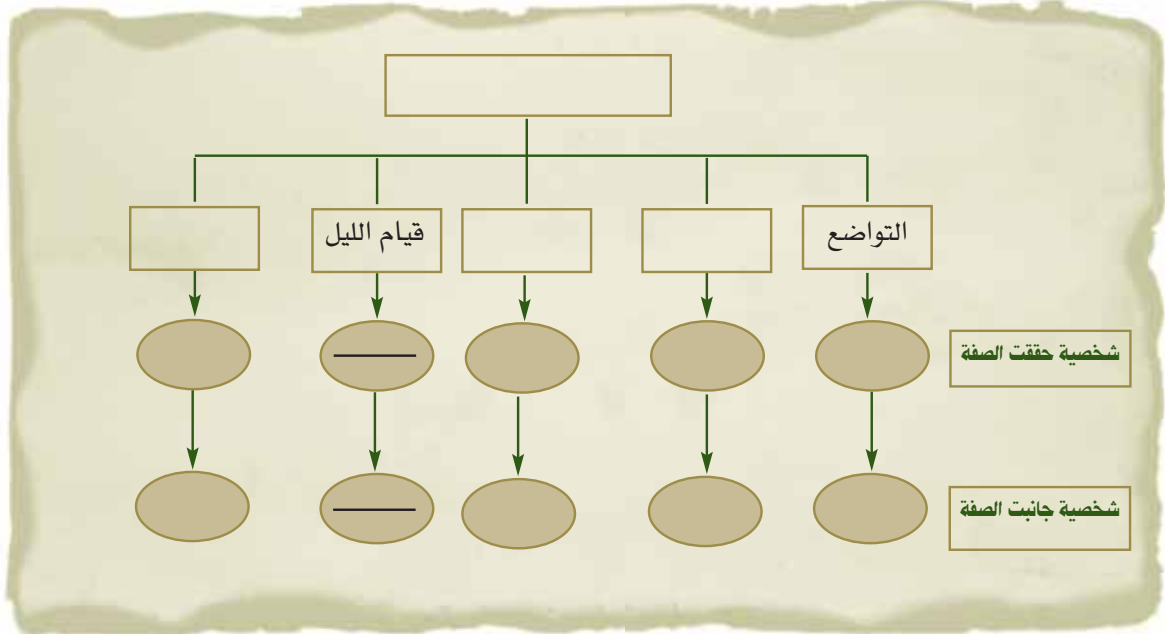 التواضع
قيام الليل
شخصية حققت الصفة
شخصية جانبت الصفة